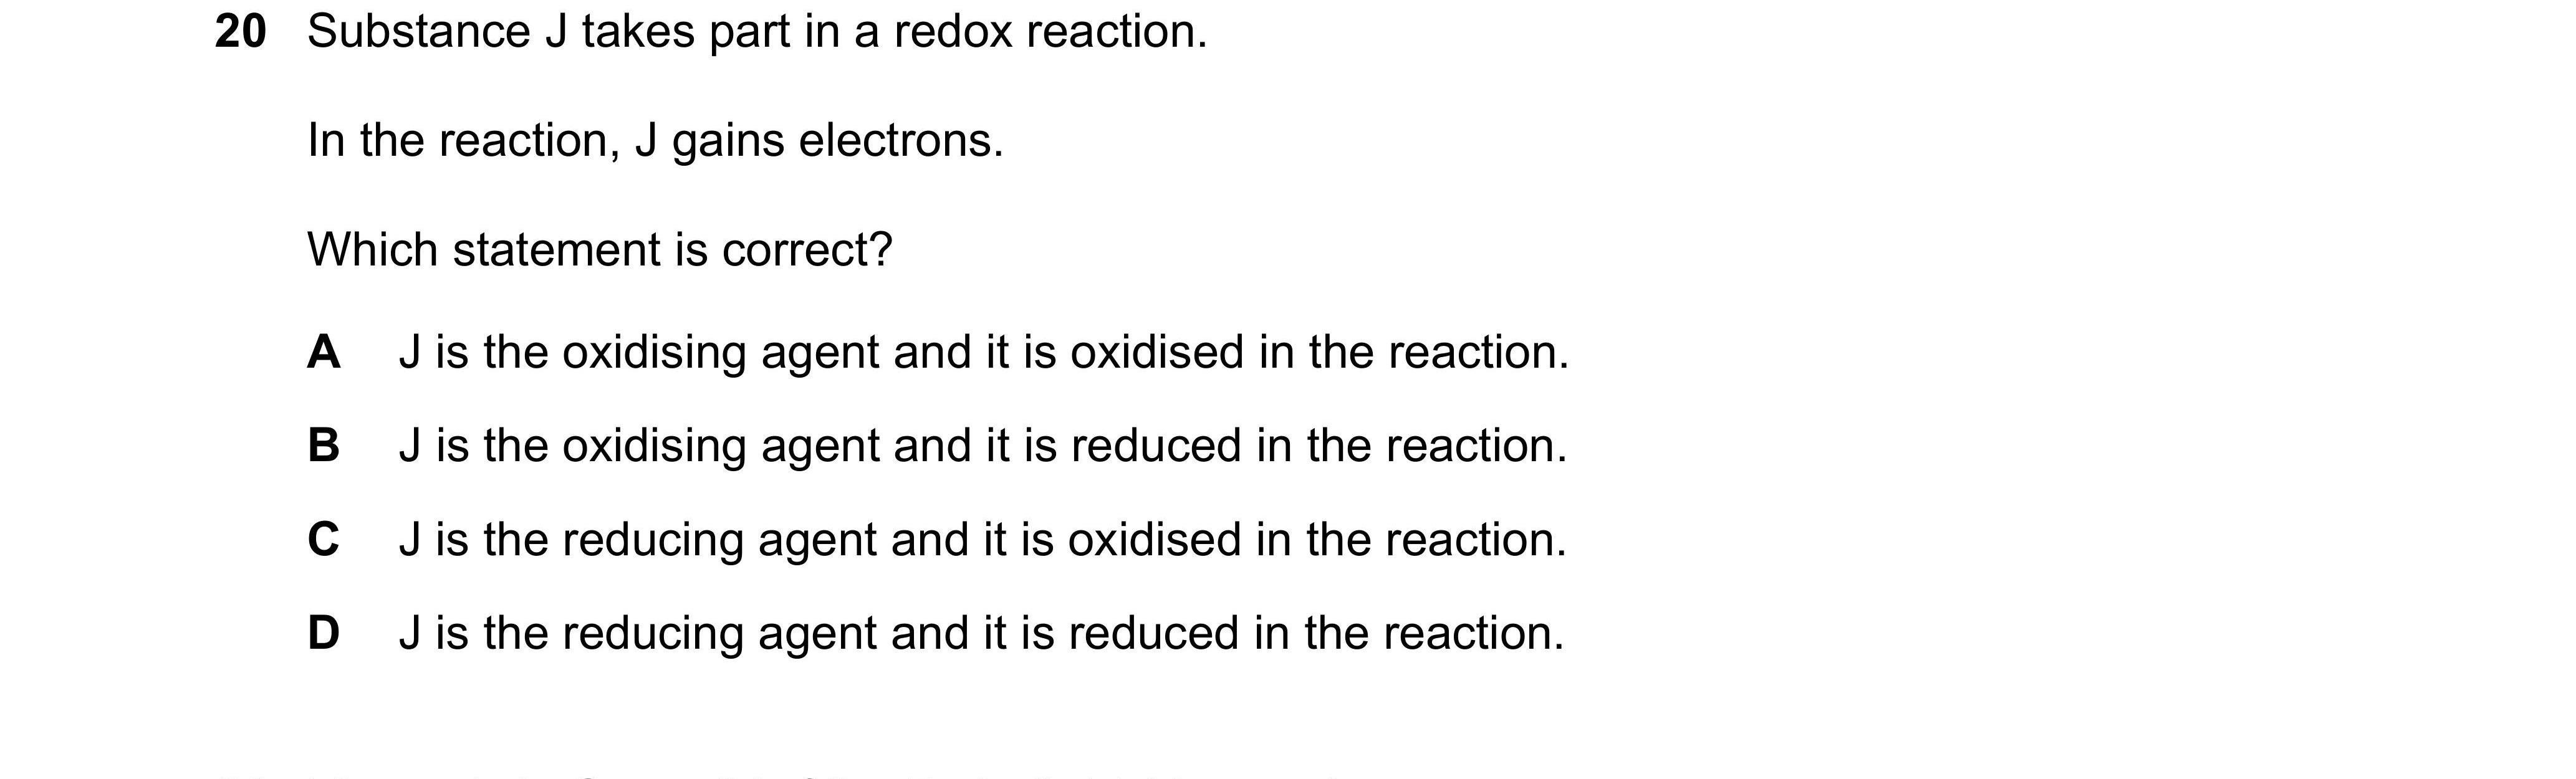 20 Substance J takes part in a redox reaction.
In the reaction, J gains electrons.
Which statement is correct?
A J is the oxidising agent and it is oxidised in the reaction.
B J is the oxidising agent and it is reduced in the reaction.
C J is the reducing agent and it is oxidised in the reaction.
D J is the reducing agent and it is reduced in the reaction.